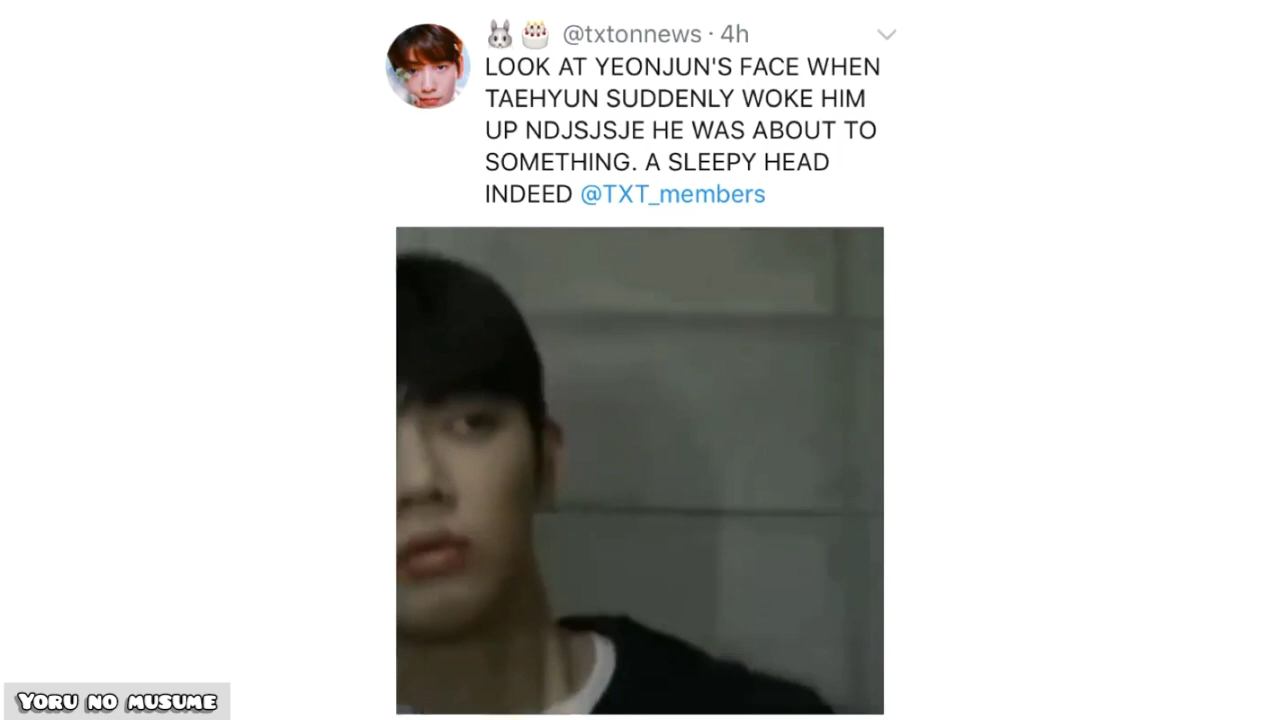 🐰🎂 @txtonnews · 4h
LOOK AT YEONJUN'S FACE WHEN
TAEHYUN SUDDENLY WOKE HIM
UP NDJSJSJE HE WAS ABOUT TO
SOMETHING. A SLEEPY HEAD
INDEED @TXT_members
YORU NO MUSUME